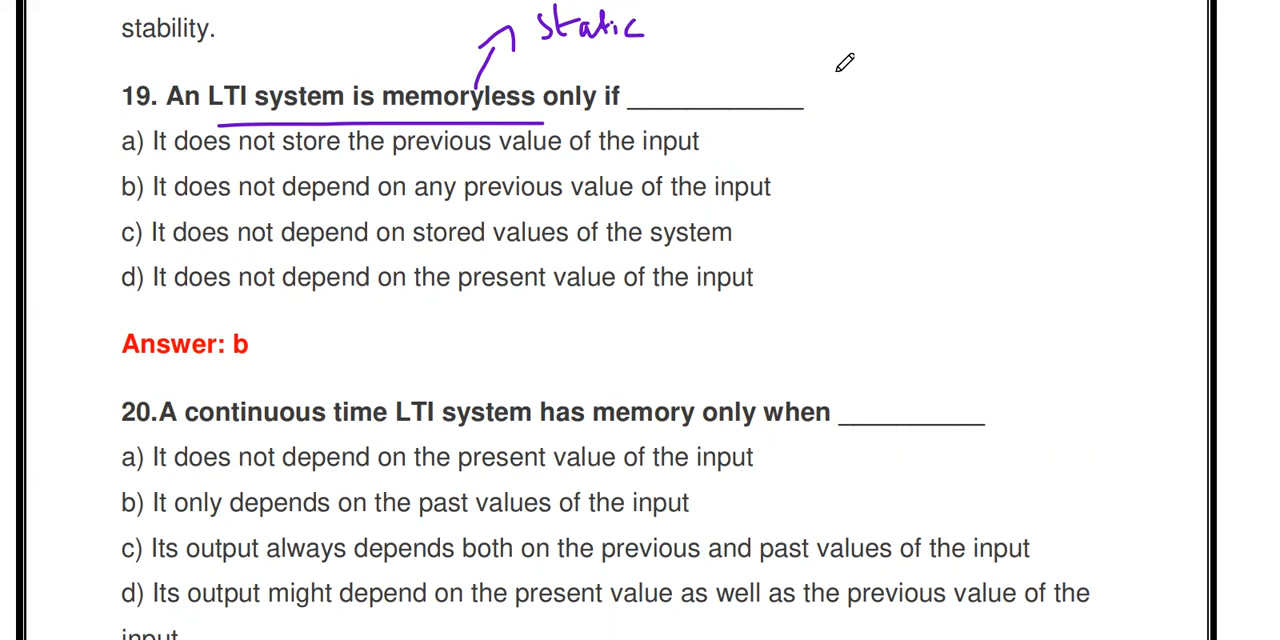 stability.
static
19. An LTI system is memoryless only if ____________
a) It does not store the previous value of the input
b) It does not depend on any previous value of the input
c) It does not depend on stored values of the system
d) It does not depend on the present value of the input
Answer: b
20.A continuous time LTI system has memory only when __________
a) It does not depend on the present value of the input
b) It only depends on the past values of the input
c) Its output always depends both on the previous and past values of the input
d) Its output might depend on the present value as well as the previous value of the
input